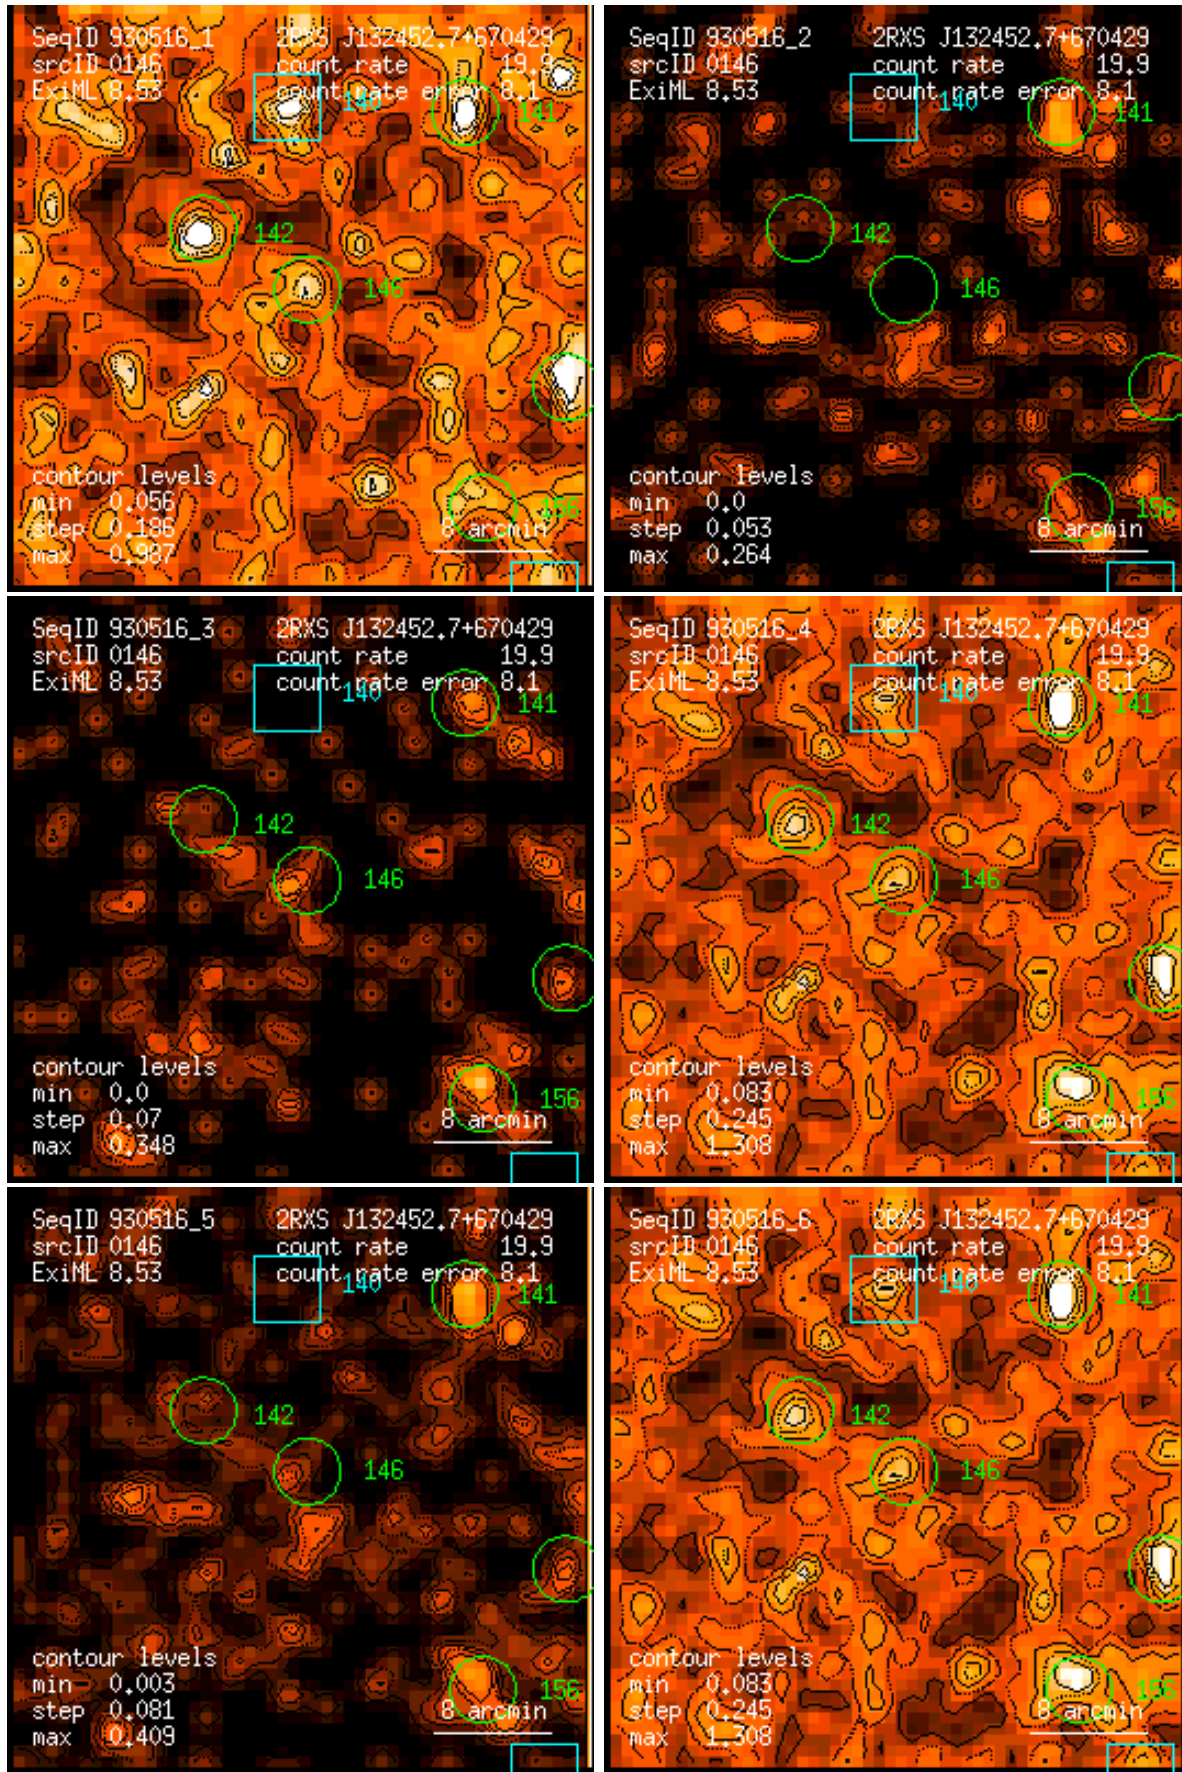 SeqID 930516_1 2RXS J132452.7+670429
srcID 0146 count rate 19.9
ExiML 8.53 count rate error 8.1
140
141
142
146
contour levels
min 0.056
step 0.186
max 0.987
156
8 arcmin
SeqID 930516_2 2RXS J132452.7+670429
srcID 0146 count rate 19.9
ExiML 8.53 count rate error 8.1
140
141
142
146
contour levels
min 0.0
step 0.053
max 0.264
156
8 arcmin
SeqID 930516_3 2RXS J132452.7+670429
srcID 0146 count rate 19.9
ExiML 8.53 count rate error 8.1
140
141
142
146
contour levels
min 0.0
step 0.07
max 0.348
156
8 arcmin
SeqID 930516_4 2RXS J132452.7+670429
srcID 0146 count rate 19.9
ExiML 8.53 count rate error 8.1
140
141
142
146
contour levels
min 0.083
step 0.245
max 1.308
156
8 arcmin
SeqID 930516_5 2RXS J132452.7+670429
srcID 0146 count rate 19.9
ExiML 8.53 count rate error 8.1
140
141
142
146
contour levels
min 0.003
step 0.081
max 0.409
156
8 arcmin
SeqID 930516_6 2RXS J132452.7+670429
srcID 0146 count rate 19.9
ExiML 8.53 count rate error 8.1
140
141
142
146
contour levels
min 0.083
step 0.245
max 1.308
156
8 arcmin